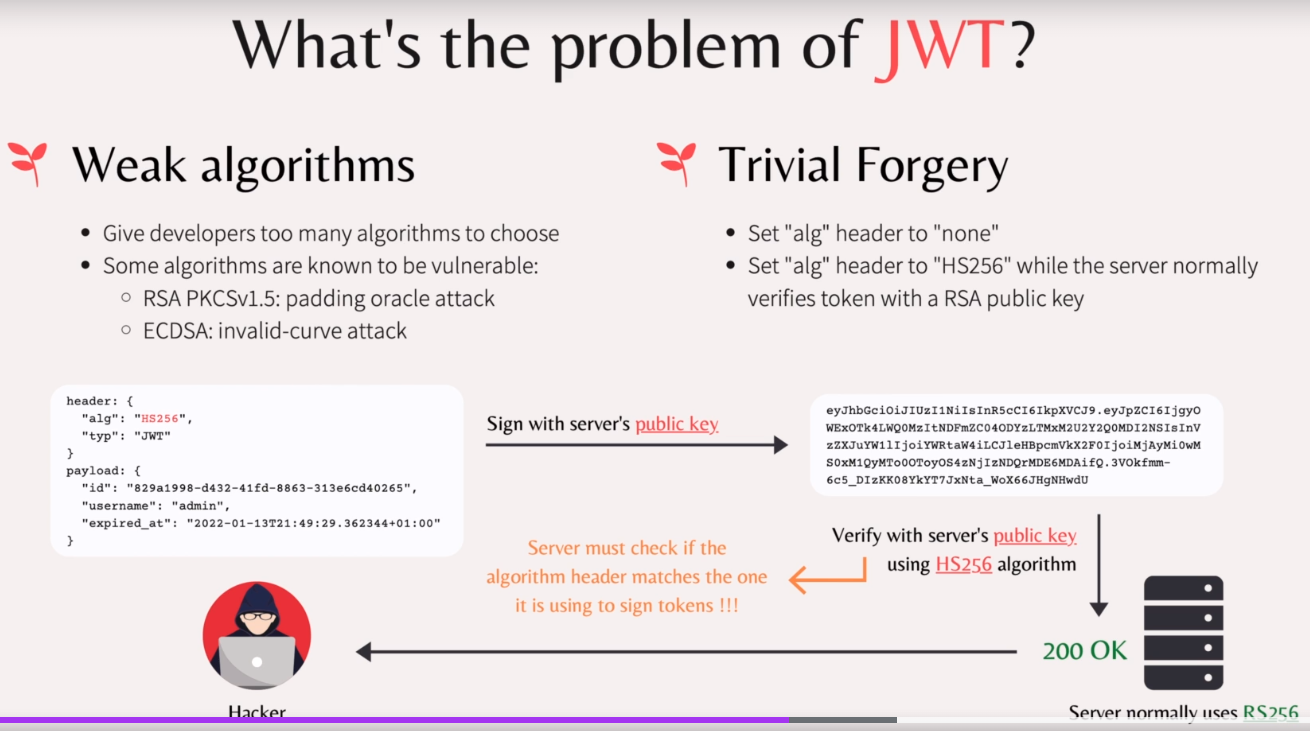 What's the problem of JWT?
Weak algorithms
• Give developers too many algorithms to choose
• Some algorithms are known to be vulnerable:
○ RSA PKCSv1.5: padding oracle attack
○ ECDSA: invalid-curve attack
Trivial Forgery
• Set "alg" header to "none"
• Set "alg" header to "HS256" while the server normally
verifies token with a RSA public key
header: {
"alg": "HS256",
"typ": "JWT"
}
payload: {
"id": "829a1998-d432-41fd-8863-313e6cd40265",
"username": "admin",
"expired_at": "2022-01-13T21:49:29.362344+01:00"
}
Sign with server's public key
eyJhbGciOiJIUzI1NiIsInR5cCI6IkpXVCJ9.eyJpZCI6IjgyO
WExOTk4LWQ0MzItNDFmZC04ODYzLTMxM2U2Y2Q0MDI2NSIsInV
zZXJuYW1lIjoiYWRtaW4iLCJleHBpcmVkX2F0IjoiMjAyMi0wM
S0xM1QyMTo0OToyOS4zNjIzNDQrMDE6MDAifQ.3VOkfmm-
6c5_DIzKK08YkYT7JxNta_WoX66JHgNHwdU
Verify with server's public key
using HS256 algorithm
Server must check if the
algorithm header matches the one
it is using to sign tokens !!!
200 OK
Hacker
Server normally uses RS256